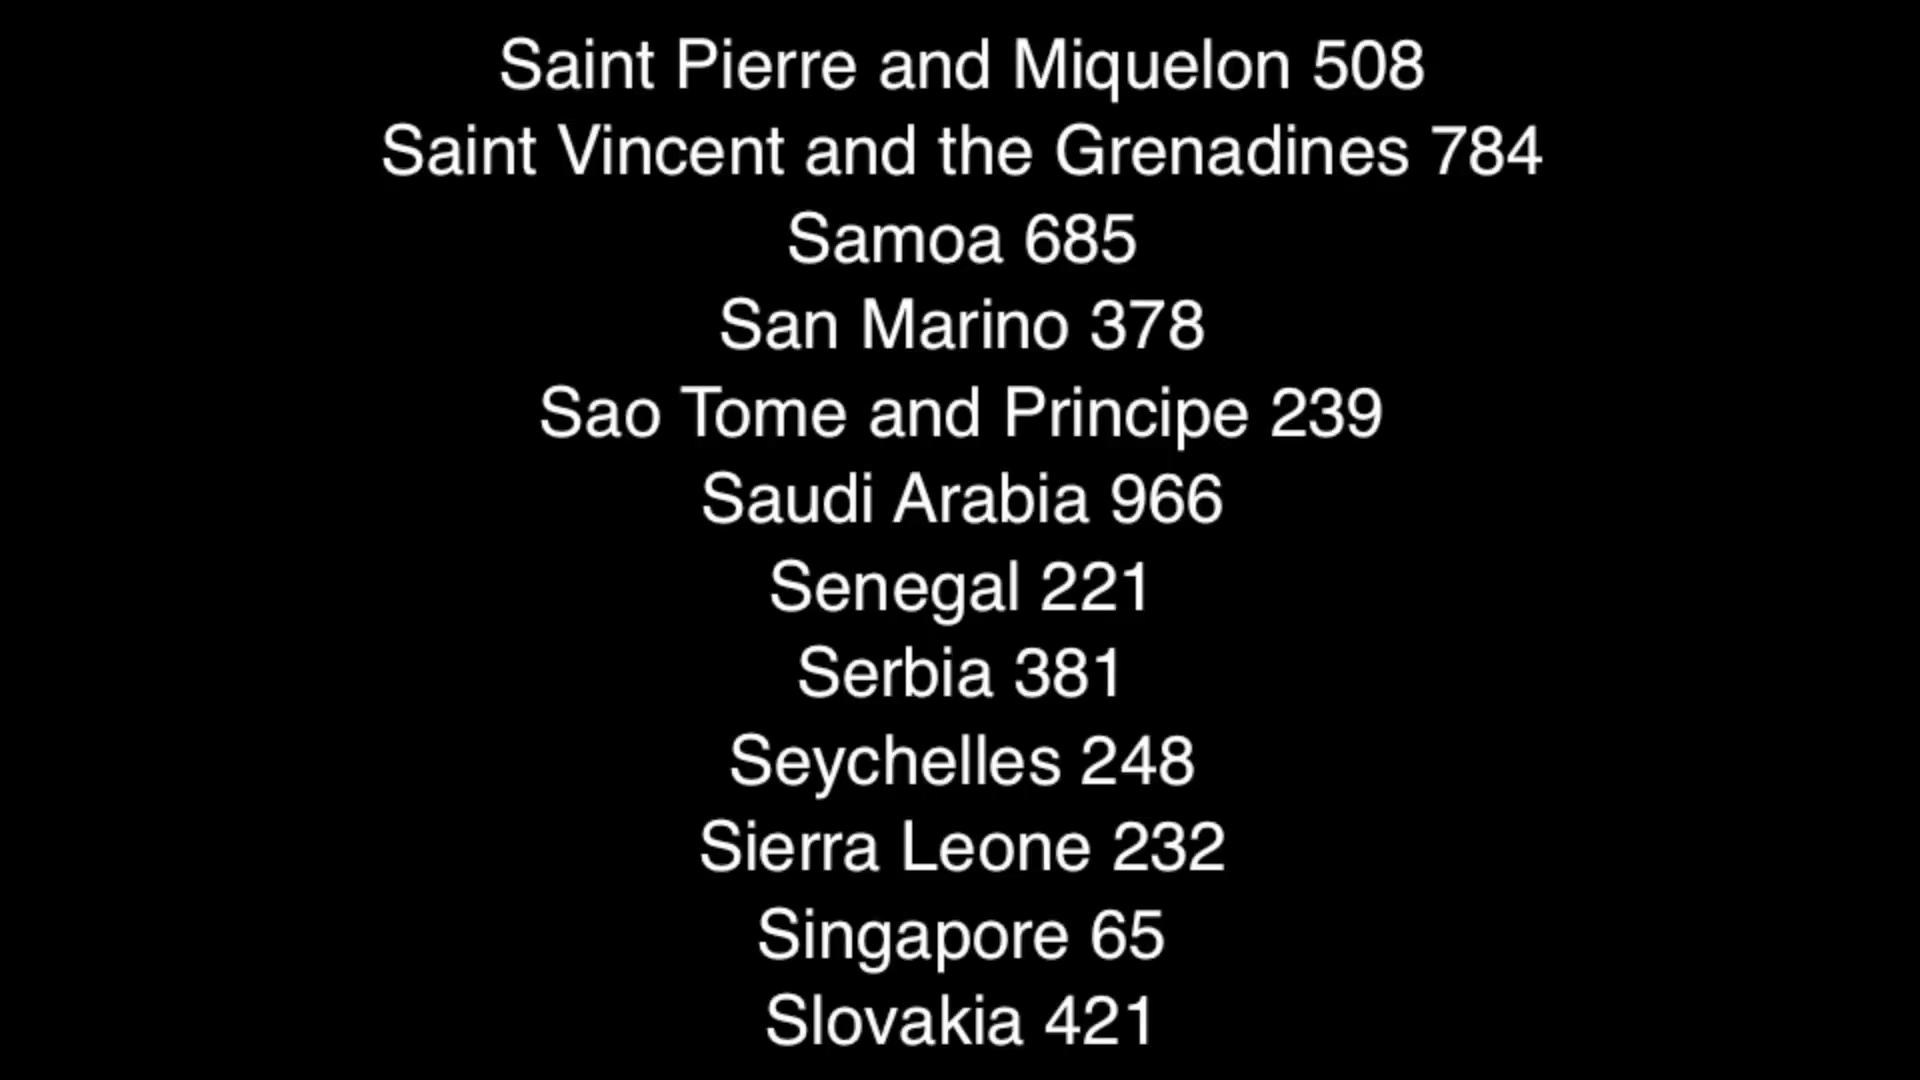 Saint Pierre and Miquelon 508
Saint Vincent and the Grenadines 784
Samoa 685
San Marino 378
Sao Tome and Principe 239
Saudi Arabia 966
Senegal 221
Serbia 381
Seychelles 248
Sierra Leone 232
Singapore 65
Slovakia 421